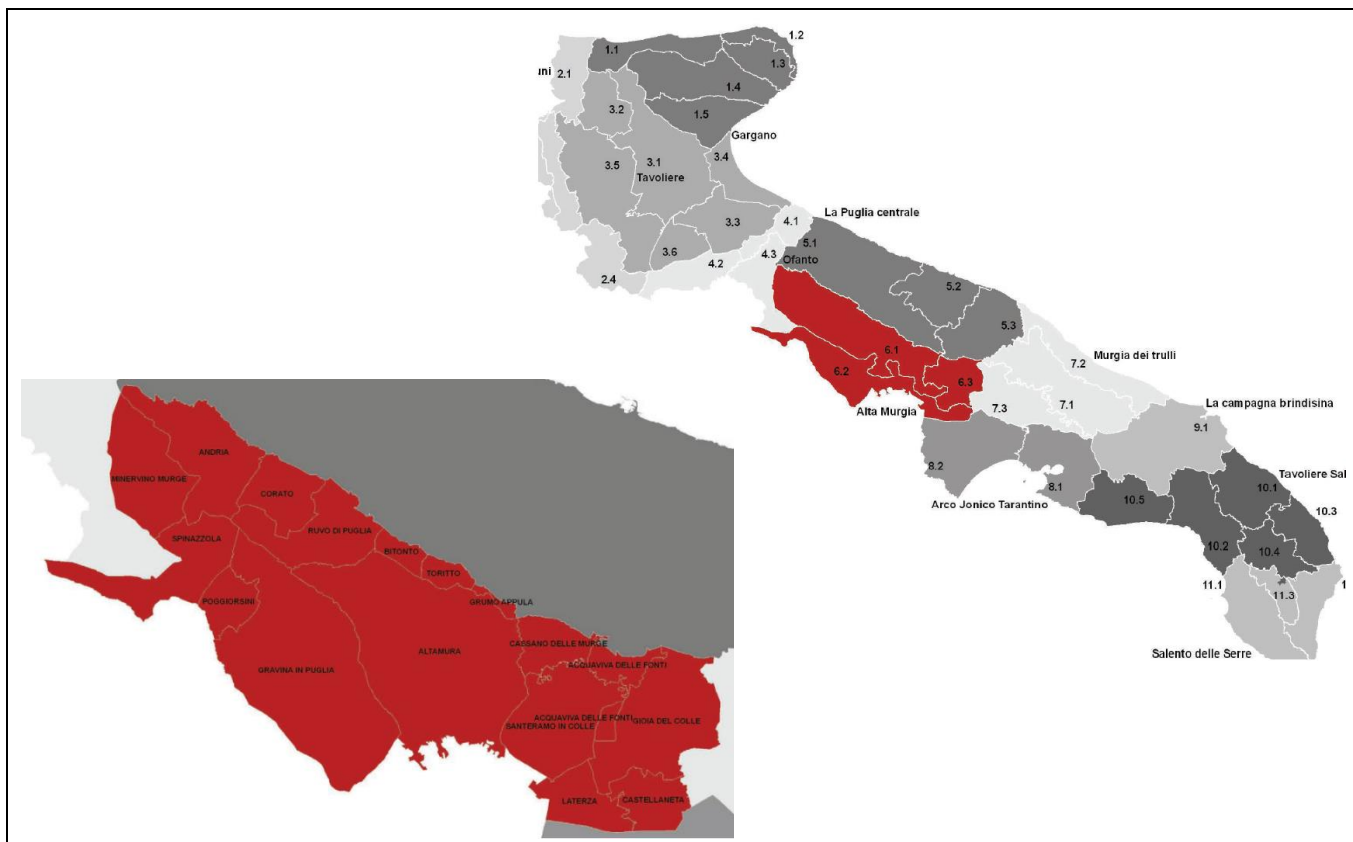 1.2
1.1
1.3
uni
2.1
1.4
3.2
1.5
Gargano
3.4
3.5
3.1
Tavoliere
La Puglia centrale
4.1
3.3
5.1
3.6
4.3
Ofanto
4.2
2.4
5.2
5.3
7.2
Murgia dei trulli
6.1
6.2
6.3
7.3
7.1
La campagna brindisina
Alta Murgia
9.1
8.2
Tavoliere Sal
8.1
10.1
10.5
Arco Jonico Tarantino
10.3
10.2
10.4
11.1
11.3
1
Salento delle Serre
ANDRIA
MINERVINO MURGE
CORATO
RUVO DI PUGLIA
SPINAZZOLA
BITONTO
TORITTO
POGGIORSINI
GRUMO APPULA
CASSANO DELLE MURGE
ALTAMURA
ACQUAVIVA DELLE FONTI
GRAVINA IN PUGLIA
ACQUAVIVA DELLE FONTI
GIOIA DEL COLLE
SANTERAMO IN COLLE
LATERZA
CASTELLANETA